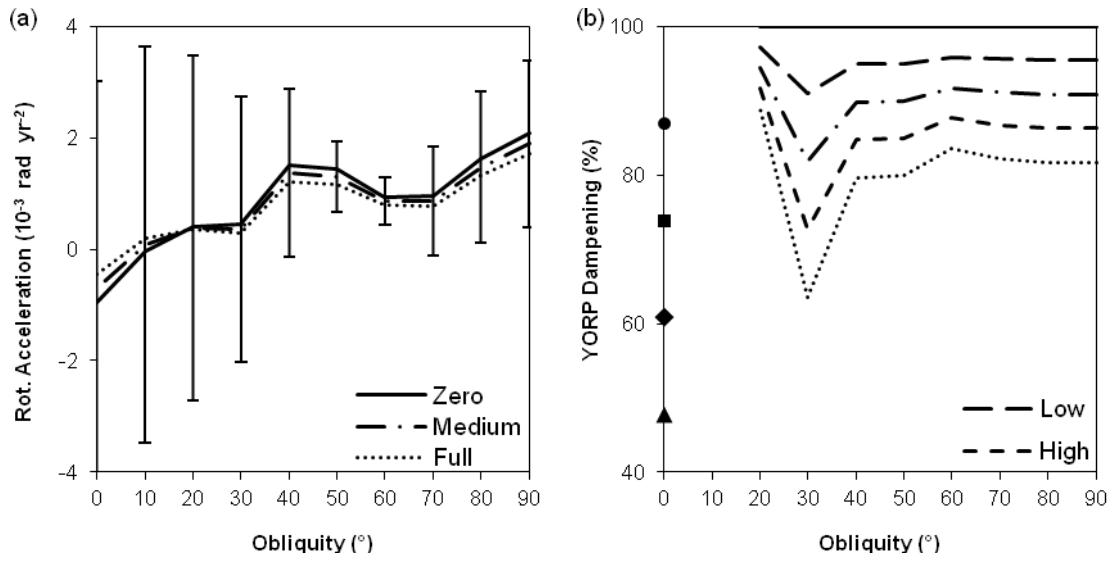 (a)
4
2
0
-2
-4
Rot. Acceleration (10⁻³ rad yr⁻²)
Zero
Medium
Full
0 10 20 30 40 50 60 70 80 90
Obliquity (°)
(b)
100
80
60
40
YORP Dampening (%)
Low
High
0 10 20 30 40 50 60 70 80 90
Obliquity (°)